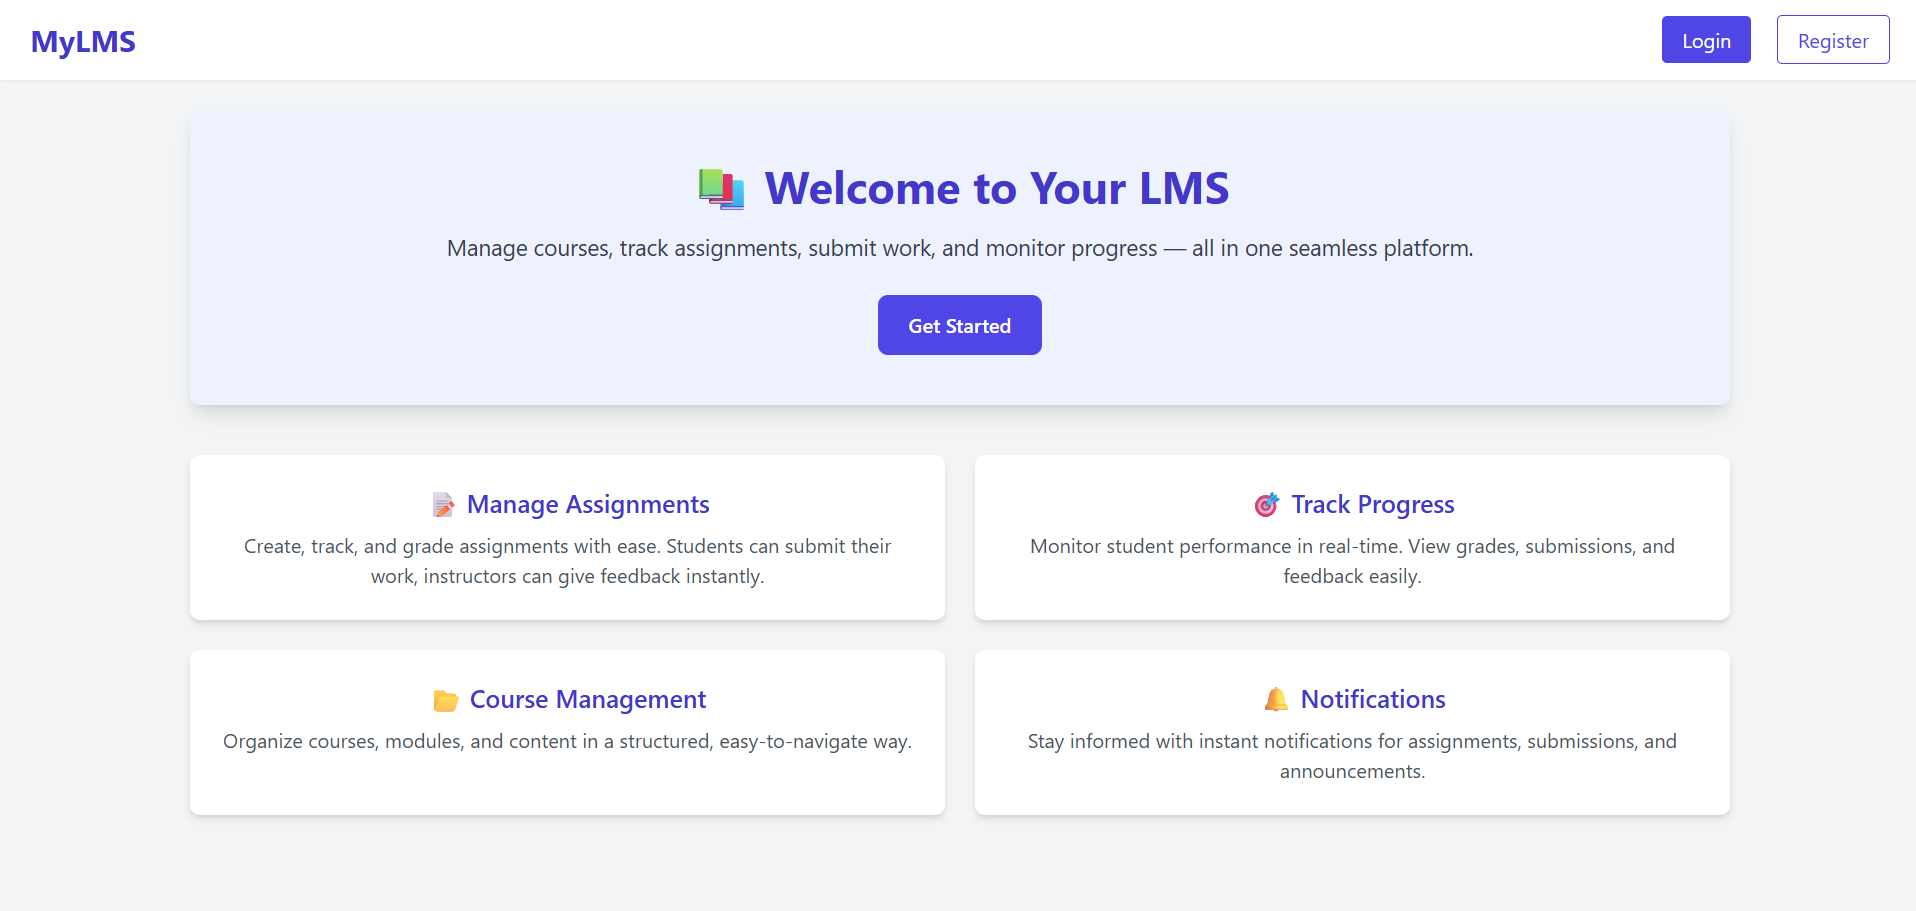 MyLMS
Login
Register
Welcome to Your LMS
Manage courses, track assignments, submit work, and monitor progress — all in one seamless platform.
Get Started
Manage Assignments
Create, track, and grade assignments with ease. Students can submit their
work, instructors can give feedback instantly.
Track Progress
Monitor student performance in real-time. View grades, submissions, and
feedback easily.
Course Management
Organize courses, modules, and content in a structured, easy-to-navigate way.
Notifications
Stay informed with instant notifications for assignments, submissions, and
announcements.